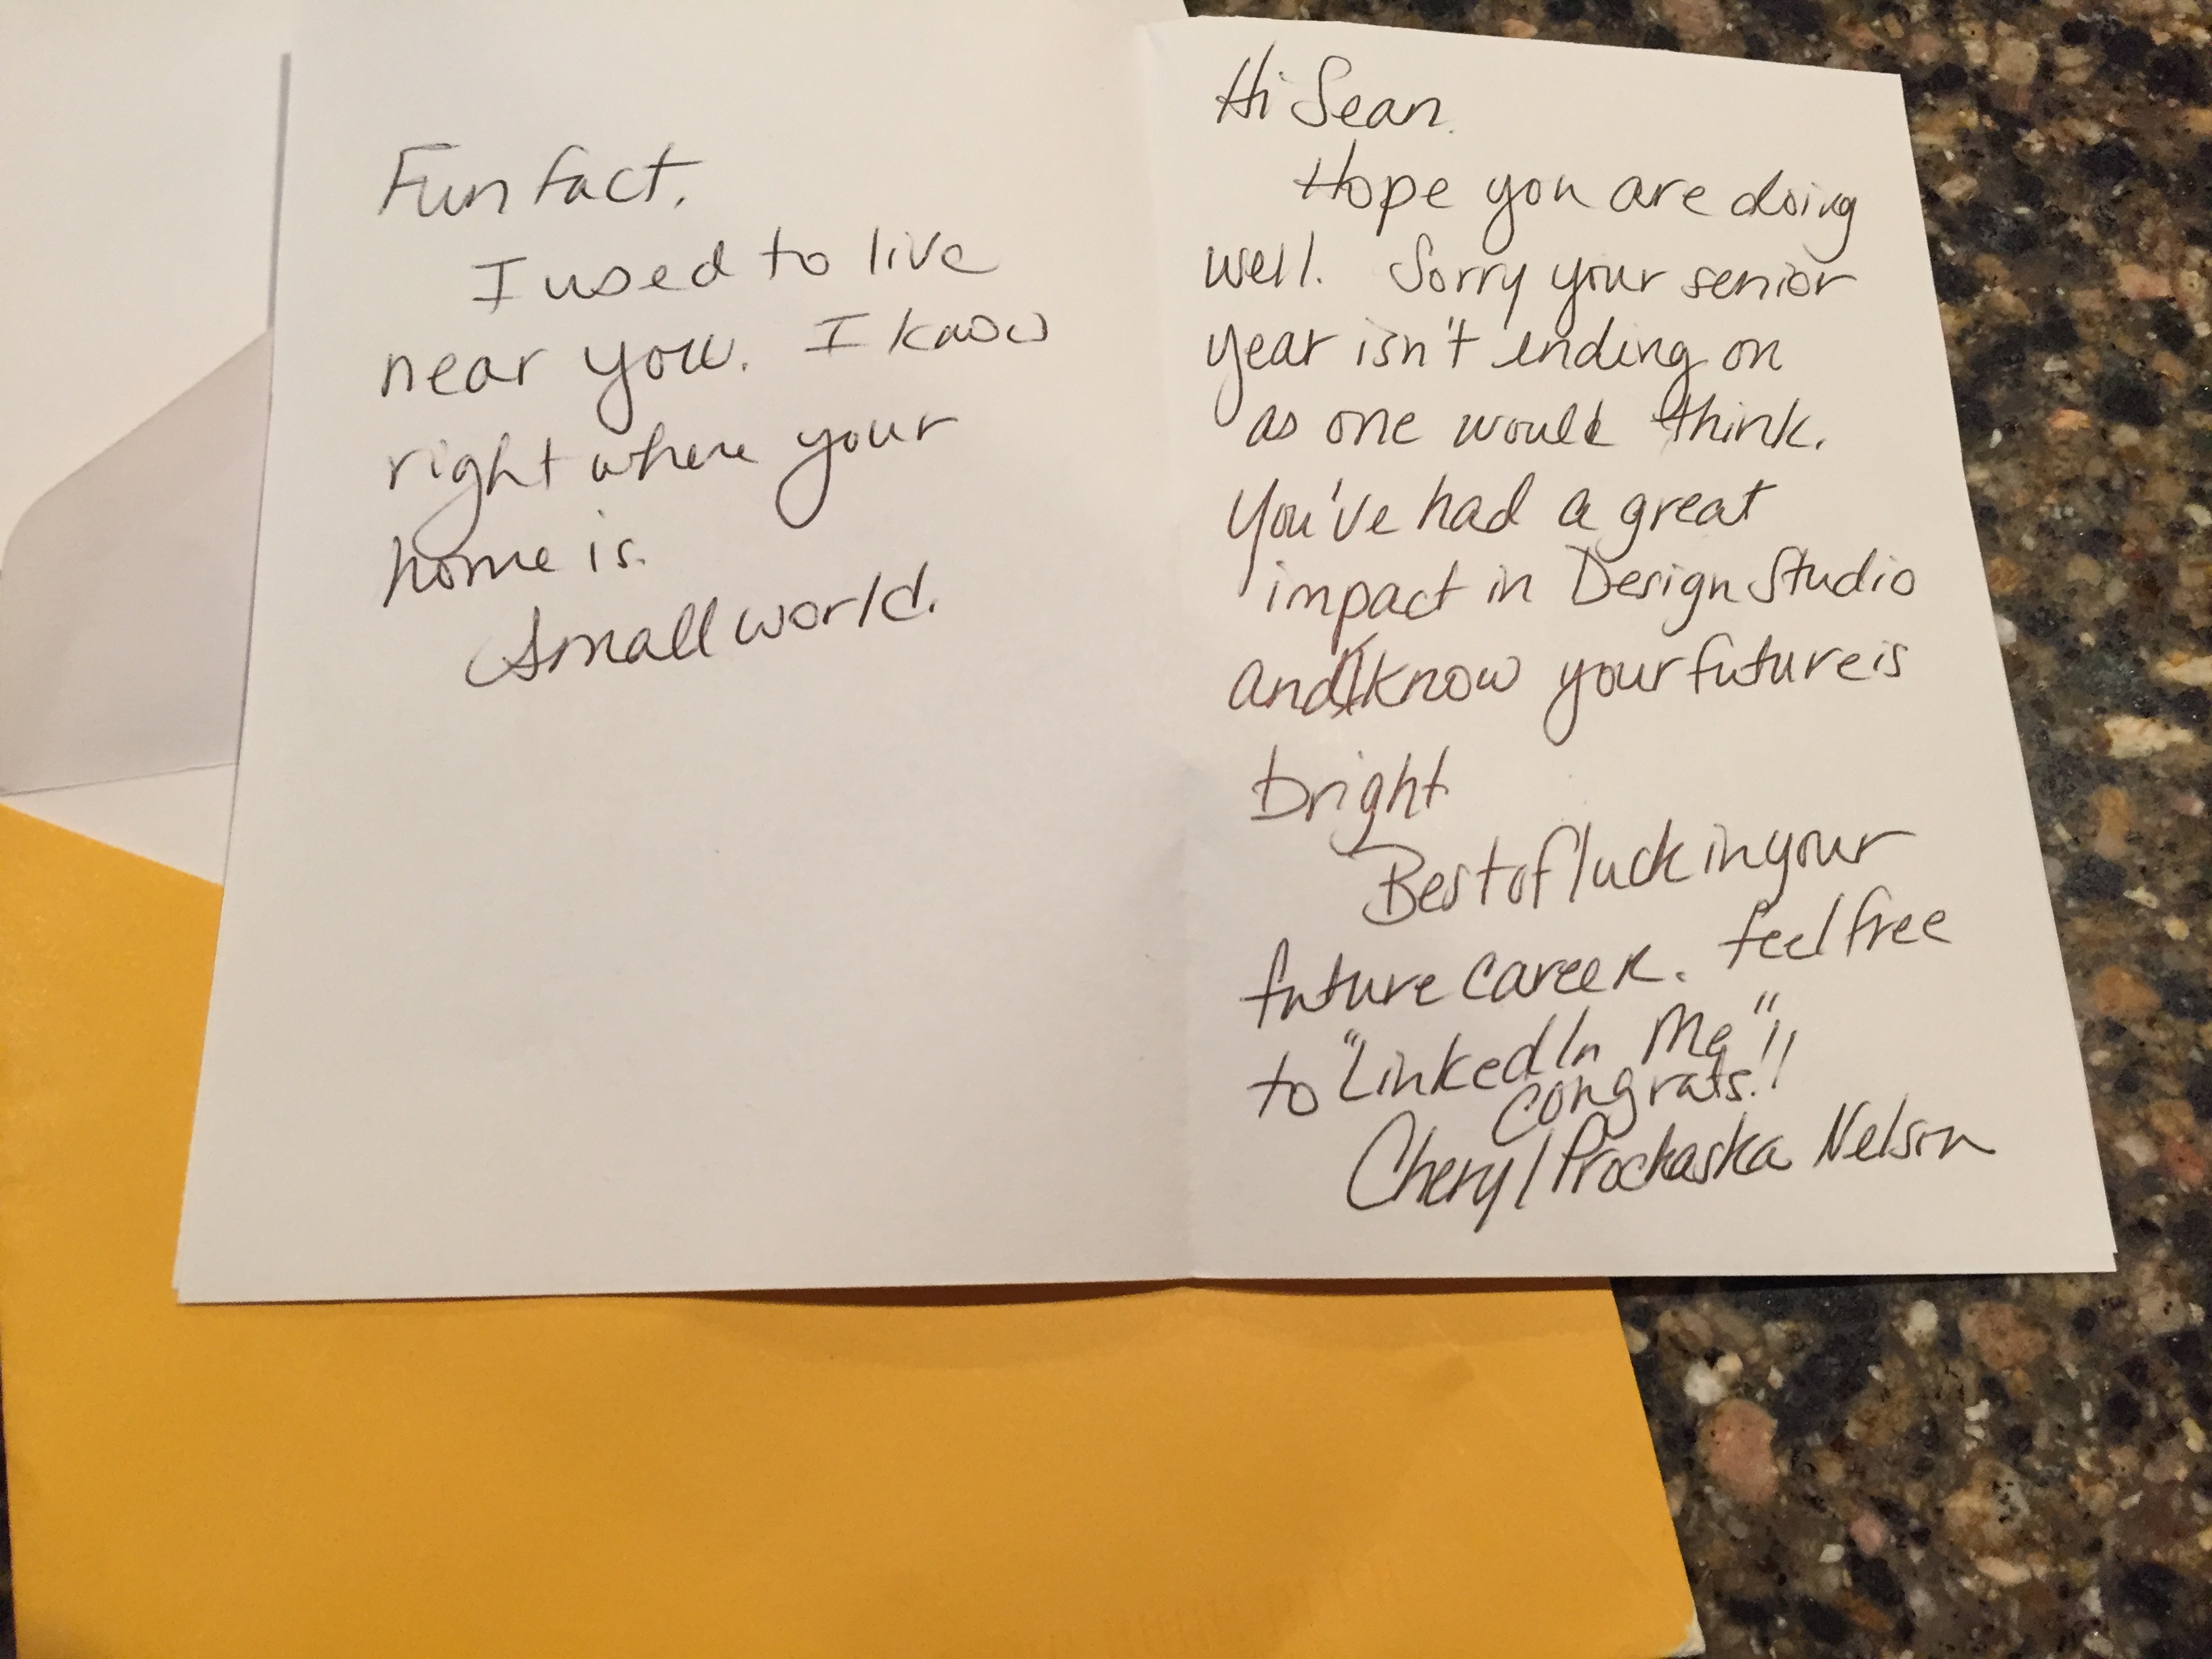 Fun fact.
I used to live
near you. I know
right where your
home is.
Small world.
Hi Sean.
Hope you are doing
well. Sorry your senior
year isn't ending on
as one would think.
You've had a great
impact in Design Studio
and I know your future is
bright
Best of luck in your
future career. feel free
to "LinkedIn Me"!!
congrats!!
Cheryl Prochaska Nelson